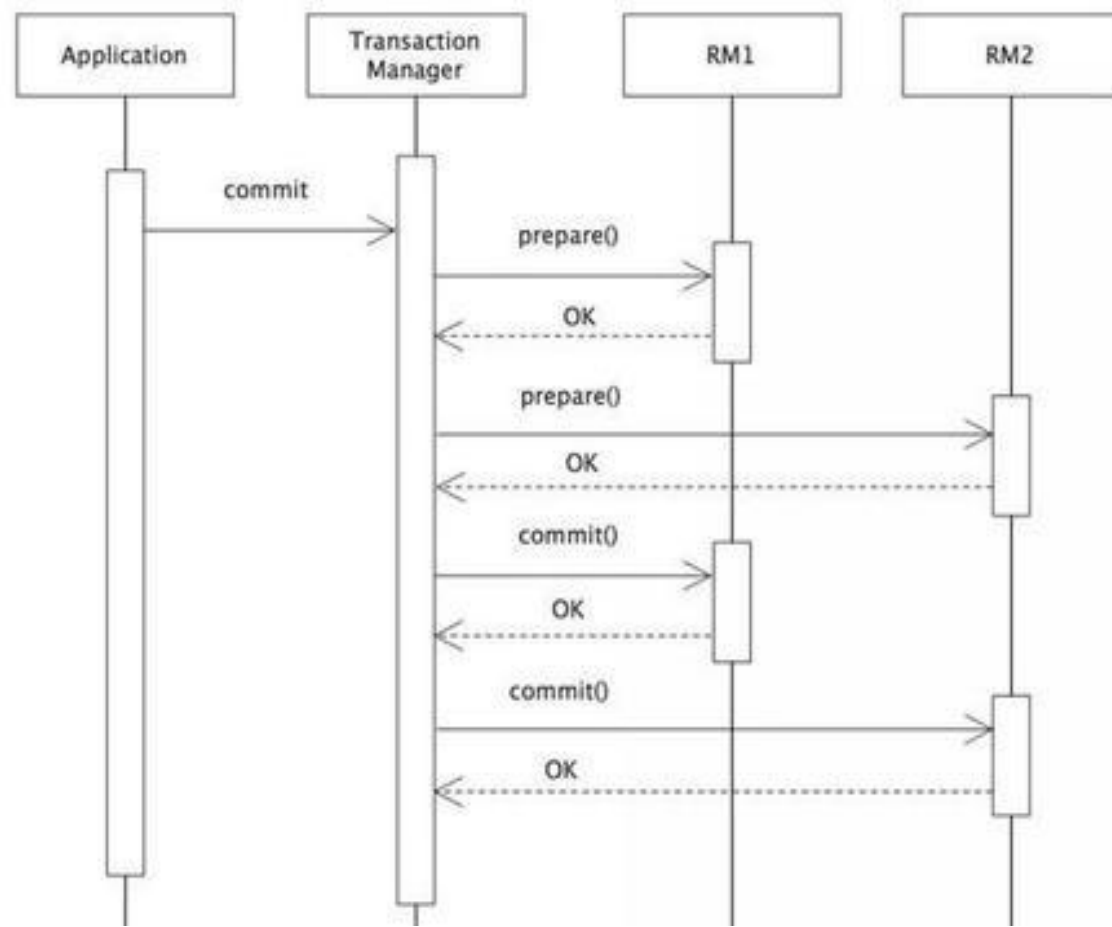 Application
Transaction
Manager
RM1
RM2
commit
prepare()
OK
prepare()
OK
commit()
OK
commit()
OK